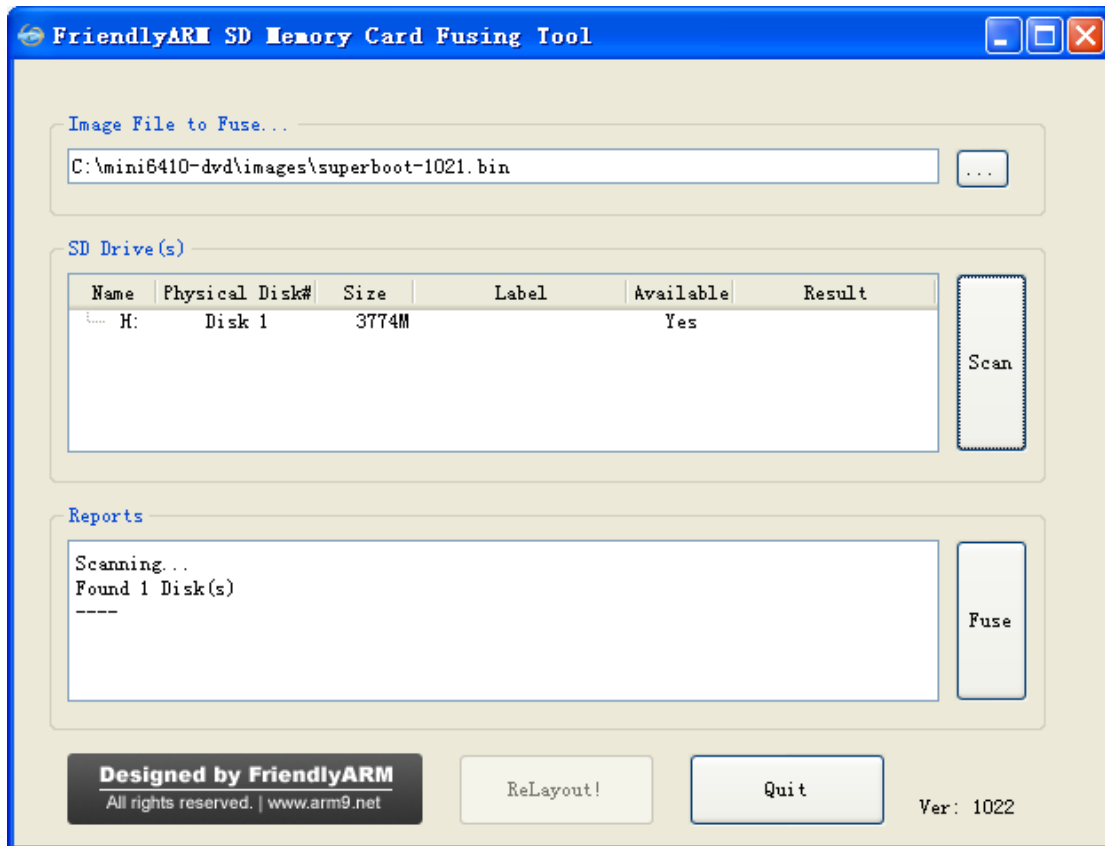 FriendlyARM SD Memory Card Fusing Tool
Image File to Fuse...
C:\mini6410-dvd\images\superboot-1021.bin
...
SD Drive(s)
Name Physical Disk# Size Label Available Result
H: Disk 1 3774M Yes
Scan
Reports
Scanning...
Found 1 Disk(s)
----
Fuse
Designed by FriendlyARM
All rights reserved. | www.arm9.net
ReLayout!
Quit
Ver: 1022